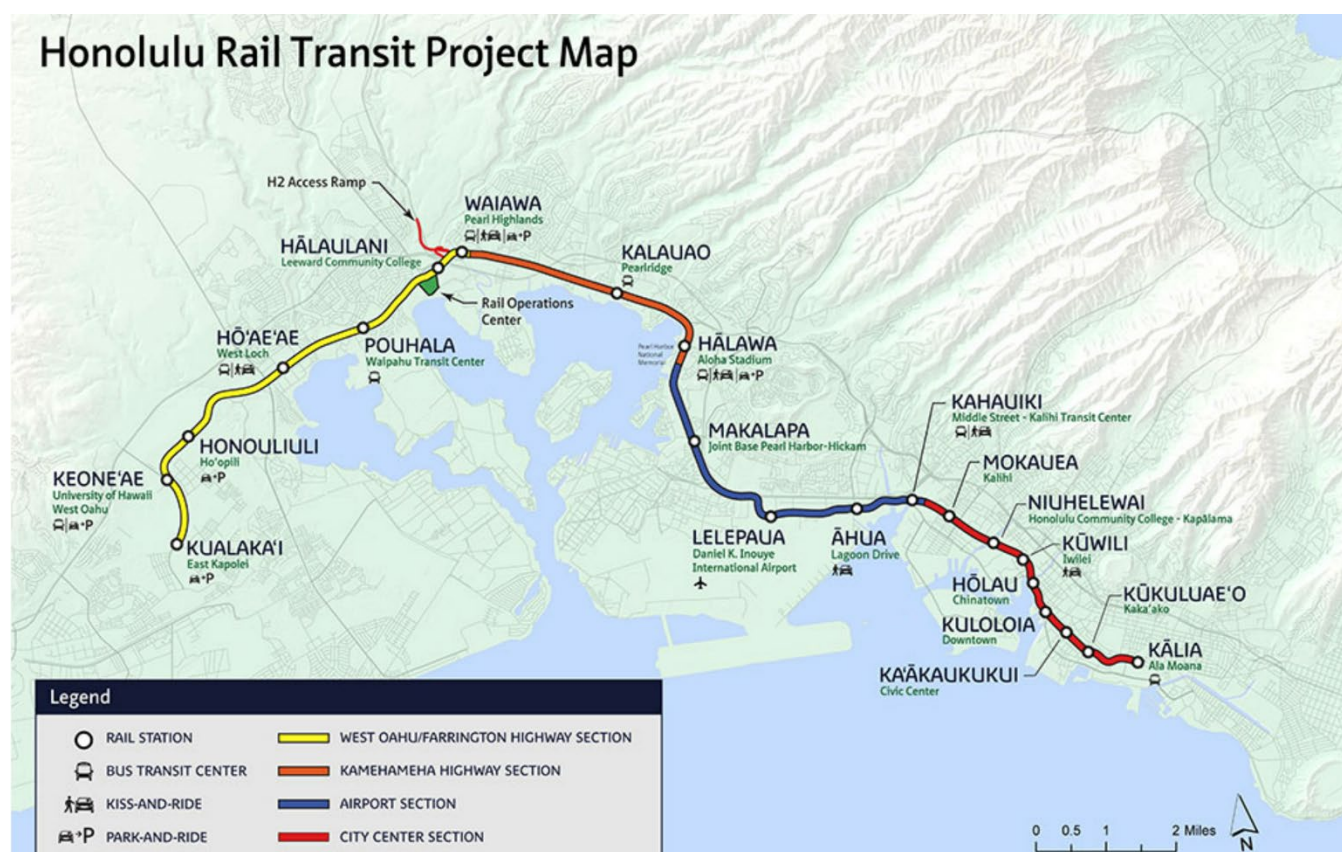 Honolulu Rail Transit Project Map
H2 Access Ramp
WAIAWA
Pearl Highlands
P
HĀLAULANI
Leeward Community College
KALAUAO
Pearlridge
Rail Operations
Center
HŌ‘AE‘AE
West Loch
POUHALA
Waipahu Transit Center
Pearl Harbor
National
Memorial
HĀLAWA
Aloha Stadium
P
KAHAUIKI
Middle Street - Kalihi Transit Center
HONOULIULI
Ho‘opili
P
MAKALAPA
Joint Base Pearl Harbor-Hickam
MOKAUEA
Kalihi
KEONE‘AE
University of Hawaii
West Oahu
P
NIUHELEWAI
Honolulu Community College - Kapālama
KUALAKA‘I
East Kapolei
P
LELEPAUA
Daniel K. Inouye
International Airport
ĀHUA
Lagoon Drive
KŪWILI
Iwilei
HŌLAU
Chinatown
KŪKULUAE‘O
Kaka‘ako
KULOLOIA
Downtown
KĀLIA
Ala Moana
KA‘ĀKAUKUKUI
Civic Center
Legend
RAIL STATION
WEST OAHU/FARRINGTON HIGHWAY SECTION
BUS TRANSIT CENTER
KAMEHAMEHA HIGHWAY SECTION
KISS-AND-RIDE
AIRPORT SECTION
P PARK-AND-RIDE
CITY CENTER SECTION
0 0.5 1 2 Miles
N